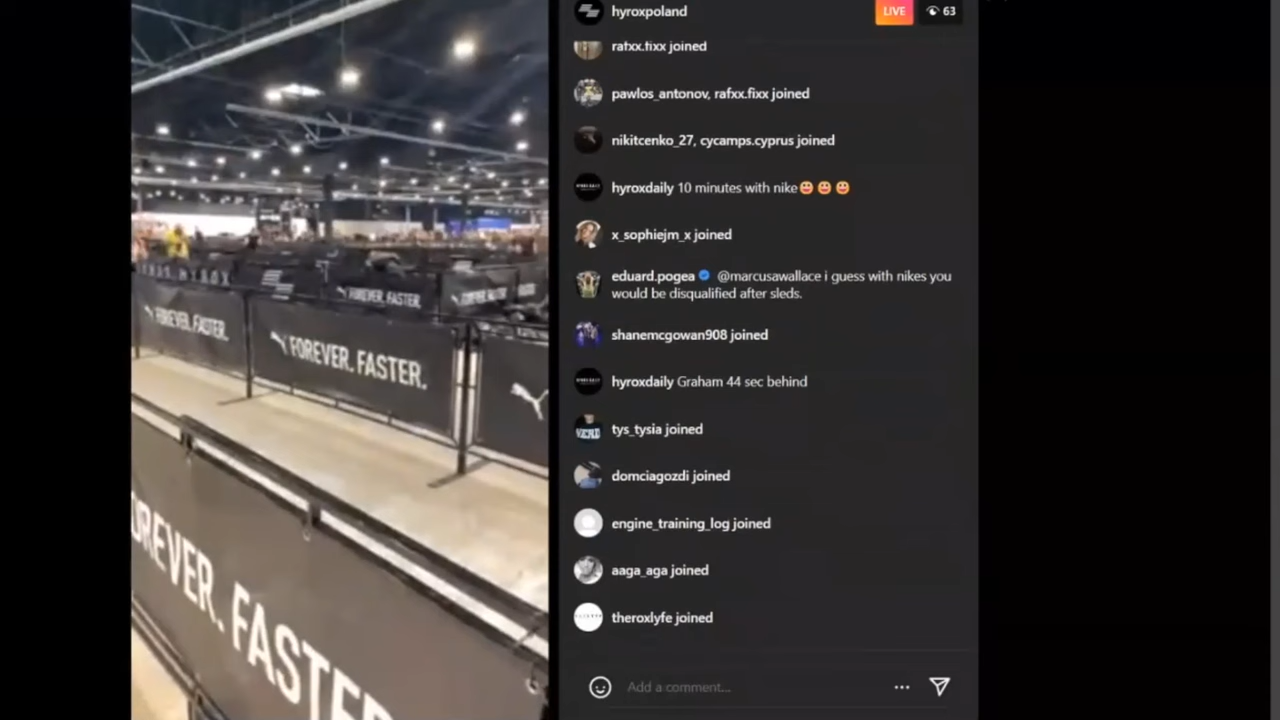 hyroxpoland
LIVE
63
rafxx.fixx joined
pawlos_antonov, rafxx.fixx joined
nikitcenko_27, cycamps.cyprus joined
hyroxdaily 10 minutes with nike😃😃😃
x_sophiejm_x joined
eduard.pogea @marcusawallace i guess with nikes you
would be disqualified after sleds.
shanemcgowan908 joined
hyroxdaily Graham 44 sec behind
tys_tysia joined
domciagozdi joined
engine_training_log joined
aaga_aga joined
theroxlyfe joined
Add a comment...
HYROX
FOREVER. FASTER.
FOREVER. FASTER.
FOREVER. FASTER.
FOREVER. FASTER